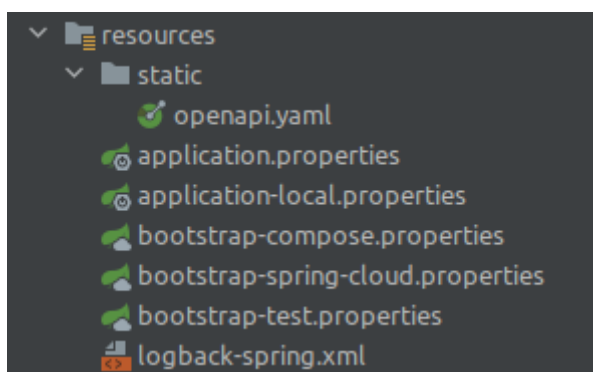 resources
static
openapi.yaml
application.properties
application-local.properties
bootstrap-compose.properties
bootstrap-spring-cloud.properties
bootstrap-test.properties
logback-spring.xml